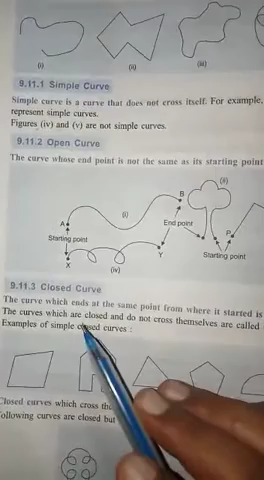 (i) (ii) (iii)
9.11.1 Simple Curve
Simple curve is a curve that does not cross itself. For example,
represent simple curves.
Figures (iv) and (v) are not simple curves.
9.11.2 Open Curve
The curve whose end point is not the same as its starting point
(ii)
B
A
(i)
End point
P
Starting point
Y
Starting point
X
(iv)
9.11.3 Closed Curve
The curve which ends at the same point from where it started is
The curves which are closed and do not cross themselves are called
Examples of simple closed curves :
Closed curves which cross
following curves are closed but